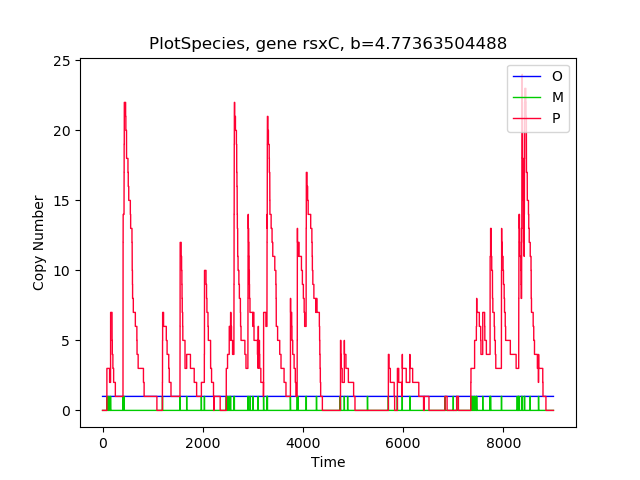 PlotSpecies, gene rsxC, b=4.77363504488
O
M
P
25
20
15
10
5
0
Copy Number
0 2000 4000 6000 8000
Time